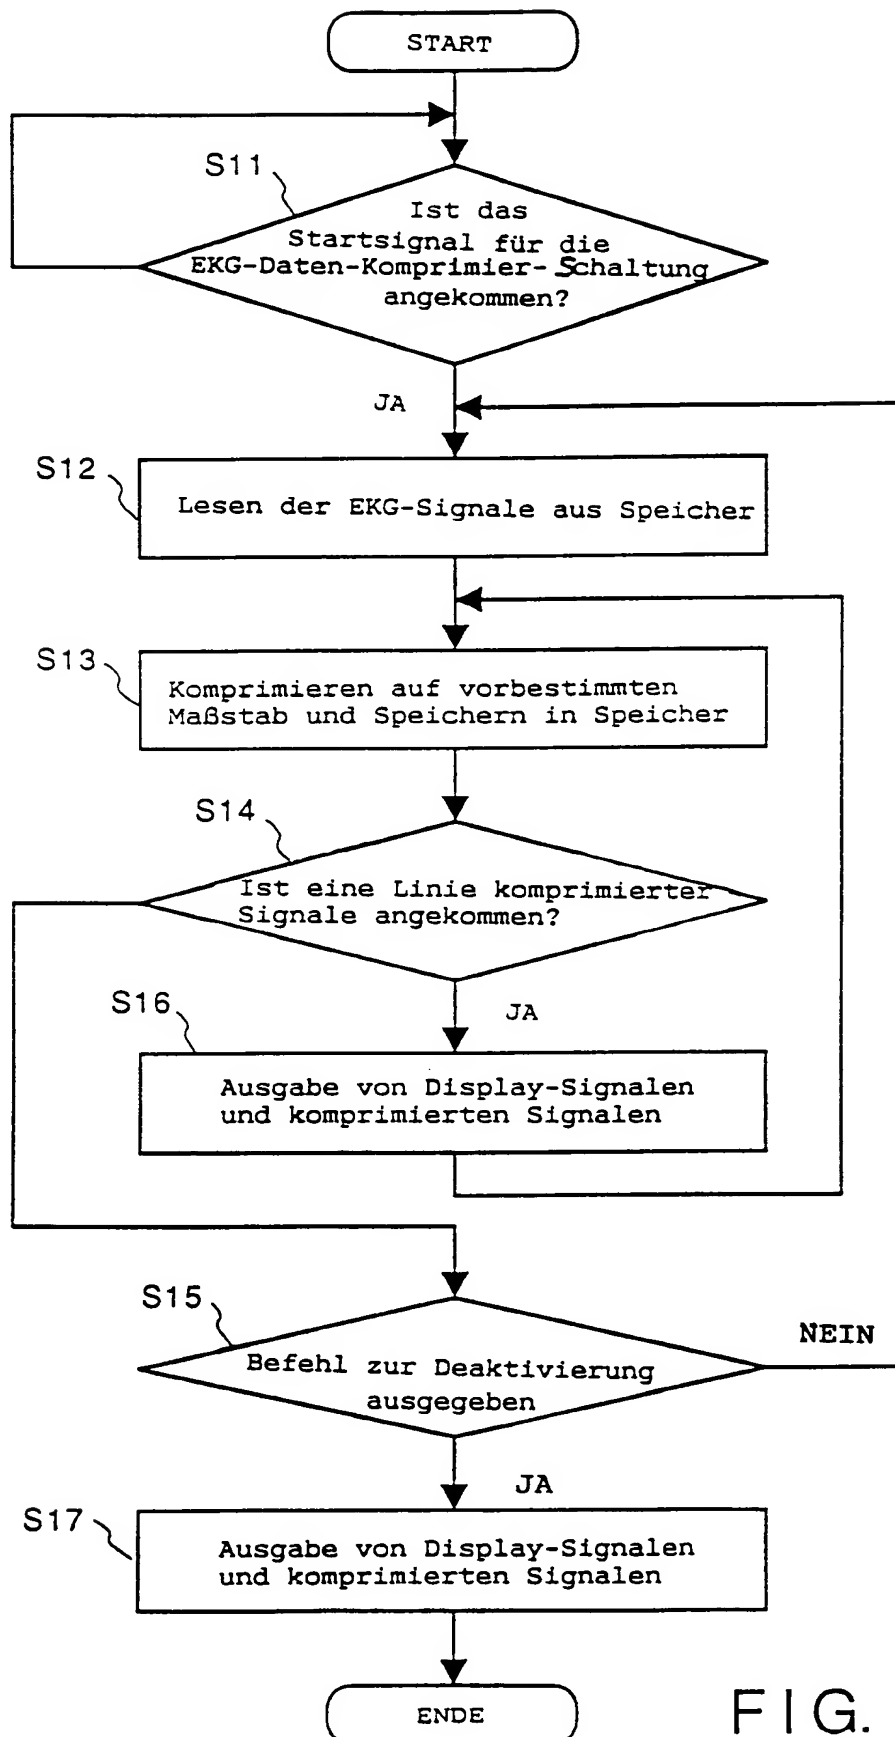 START
S11
Ist das
Startsignal für die
EKG-Daten-Komprimier-Schaltung
angekommen?
JA
S12
Lesen der EKG-Signale aus Speicher
S13
Komprimieren auf vorbestimmten
Maßstab und Speichern in Speicher
S14
Ist eine Linie komprimierter
Signale angekommen?
JA
S16
Ausgabe von Display-Signalen
und komprimierten Signalen
S15
NEIN
Befehl zur Deaktivierung
ausgegeben
JA
S17
Ausgabe von Display-Signalen
und komprimierten Signalen
ENDE
FIG.